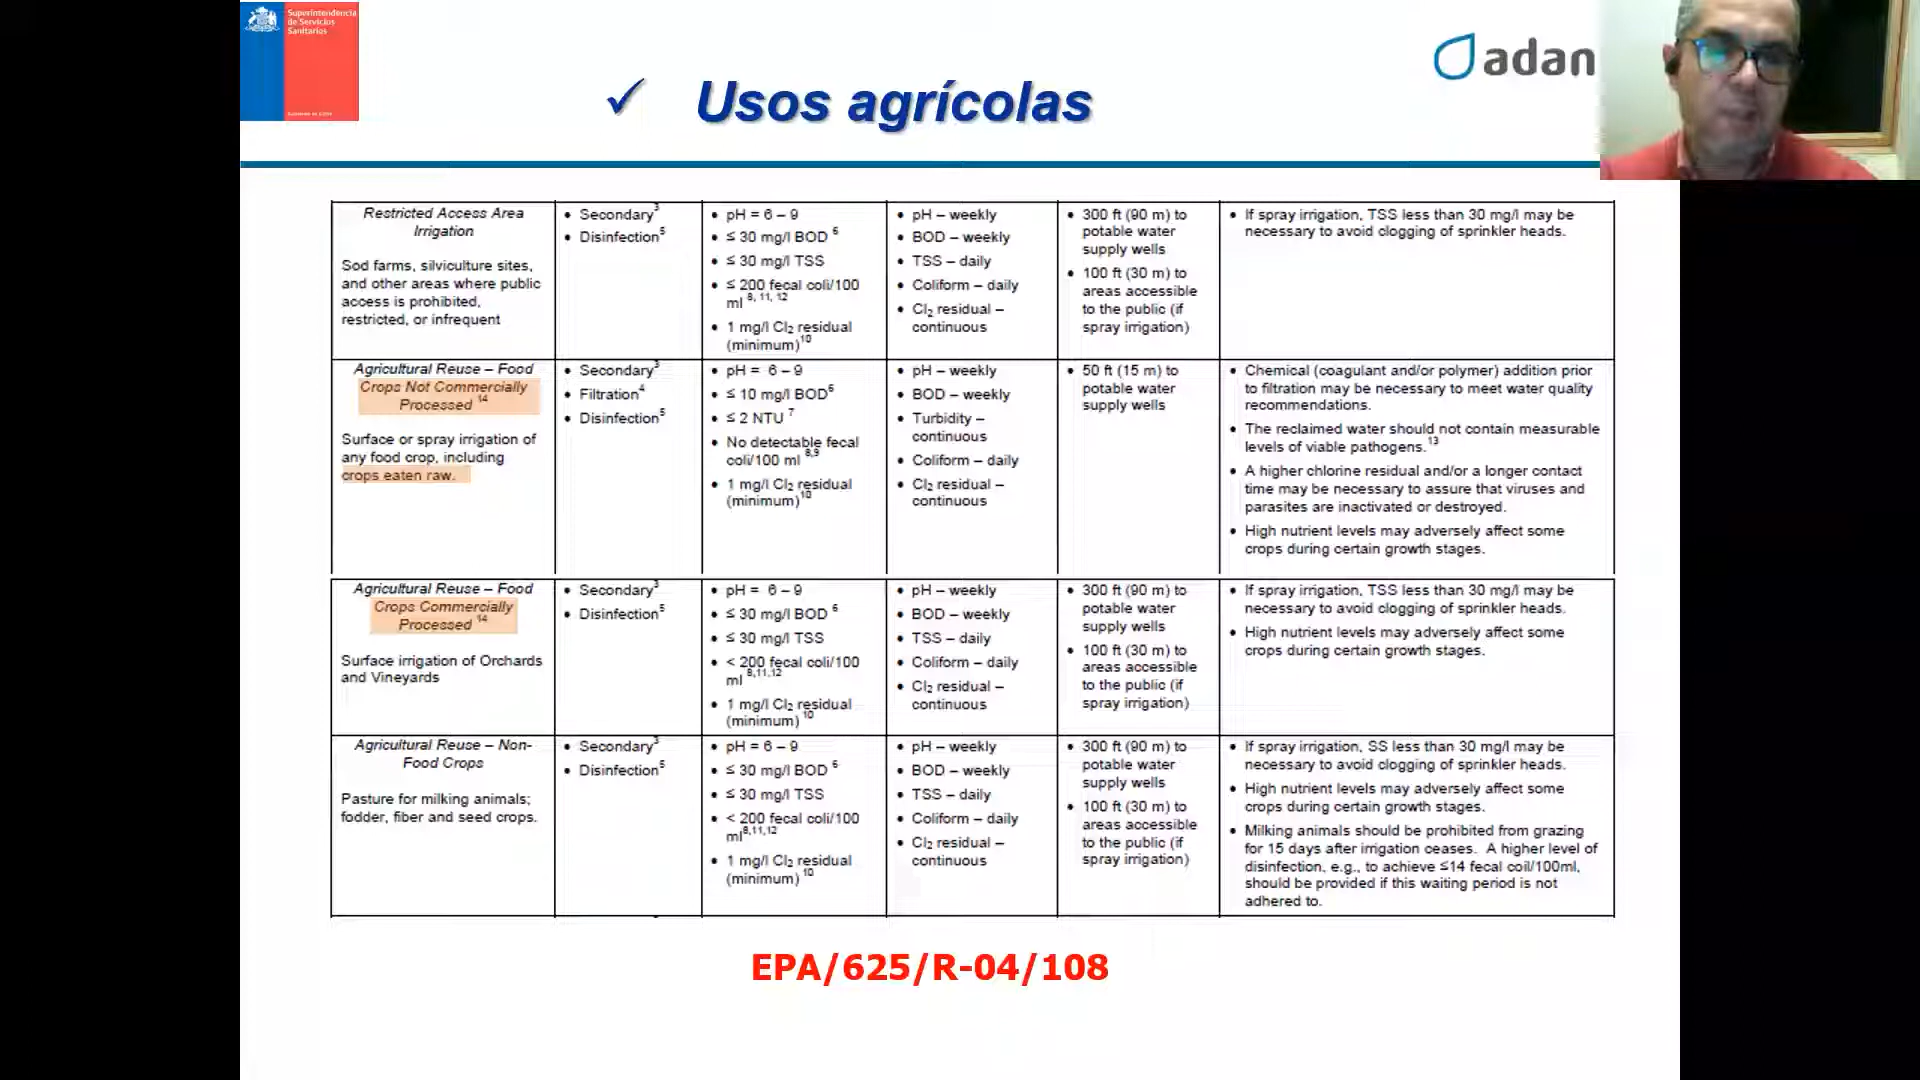 Superintendencia
de Servicios
Sanitarios
adan
✓ Usos agrícolas
Restricted Access Area
Irrigation
Sod farms, silviculture sites,
and other areas where public
access is prohibited,
restricted, or infrequent
• Secondary3
• Disinfection5
• pH = 6 – 9
• ≤ 30 mg/l BOD 6
• ≤ 30 mg/l TSS
• ≤ 200 fecal coli/100
ml 8, 11, 12
• 1 mg/l Cl2 residual
(minimum)10
• pH – weekly
• BOD – weekly
• TSS – daily
• Coliform – daily
• Cl2 residual –
continuous
• 300 ft (90 m) to
potable water
supply wells
• 100 ft (30 m) to
areas accessible
to the public (if
spray irrigation)
• If spray irrigation, TSS less than 30 mg/l may be
necessary to avoid clogging of sprinkler heads.
Agricultural Reuse – Food
Crops Not Commercially
Processed 14
Surface or spray irrigation of
any food crop, including
crops eaten raw.
• Secondary3
• Filtration4
• Disinfection5
• pH = 6 – 9
• ≤ 10 mg/l BOD6
• ≤ 2 NTU 7
• No detectable fecal
coli/100 ml 8,9
• 1 mg/l Cl2 residual
(minimum)10
• pH – weekly
• BOD – weekly
• Turbidity –
continuous
• Coliform – daily
• Cl2 residual –
continuous
• 50 ft (15 m) to
potable water
supply wells
• Chemical (coagulant and/or polymer) addition prior
to filtration may be necessary to meet water quality
recommendations.
• The reclaimed water should not contain measurable
levels of viable pathogens.13
• A higher chlorine residual and/or a longer contact
time may be necessary to assure that viruses and
parasites are inactivated or destroyed.
• High nutrient levels may adversely affect some
crops during certain growth stages.
Agricultural Reuse – Food
Crops Commercially
Processed 14
Surface irrigation of Orchards
and Vineyards
• Secondary3
• Disinfection5
• pH = 6 – 9
• ≤ 30 mg/l BOD 6
• ≤ 30 mg/l TSS
• < 200 fecal coli/100
ml 8,11,12
• 1 mg/l Cl2 residual
(minimum) 10
• pH – weekly
• BOD – weekly
• TSS – daily
• Coliform – daily
• Cl2 residual –
continuous
• 300 ft (90 m) to
potable water
supply wells
• 100 ft (30 m) to
areas accessible
to the public (if
spray irrigation)
• If spray irrigation, TSS less than 30 mg/l may be
necessary to avoid clogging of sprinkler heads.
• High nutrient levels may adversely affect some
crops during certain growth stages.
Agricultural Reuse – Non-
Food Crops
Pasture for milking animals;
fodder, fiber and seed crops.
• Secondary3
• Disinfection5
• pH = 6 – 9
• ≤ 30 mg/l BOD 6
• ≤ 30 mg/l TSS
• < 200 fecal coli/100
ml8,11,12
• 1 mg/l Cl2 residual
(minimum) 10
• pH – weekly
• BOD – weekly
• TSS – daily
• Coliform – daily
• Cl2 residual –
continuous
• 300 ft (90 m) to
potable water
supply wells
• 100 ft (30 m) to
areas accessible
to the public (if
spray irrigation)
• If spray irrigation, SS less than 30 mg/l may be
necessary to avoid clogging of sprinkler heads.
• High nutrient levels may adversely affect some
crops during certain growth stages.
• Milking animals should be prohibited from grazing
for 15 days after irrigation ceases. A higher level of
disinfection, e.g., to achieve ≤14 fecal coil/100ml,
should be provided if this waiting period is not
adhered to.
EPA/625/R-04/108